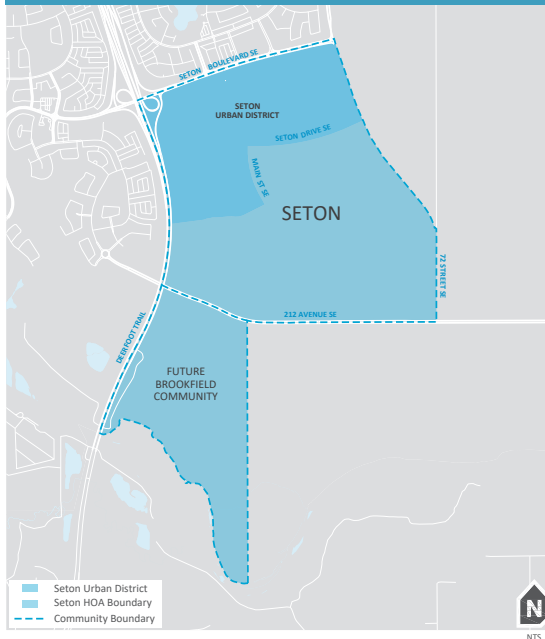 SETON BOULEVARD SE
SETON
URBAN DISTRICT
SETON DRIVE SE
MAIN ST SE
SETON
72 STREET SE
212 AVENUE SE
DEERFOOT TRAIL
FUTURE
BROOKFIELD
COMMUNITY
Seton Urban District
Seton HOA Boundary
Community Boundary
N
NTS